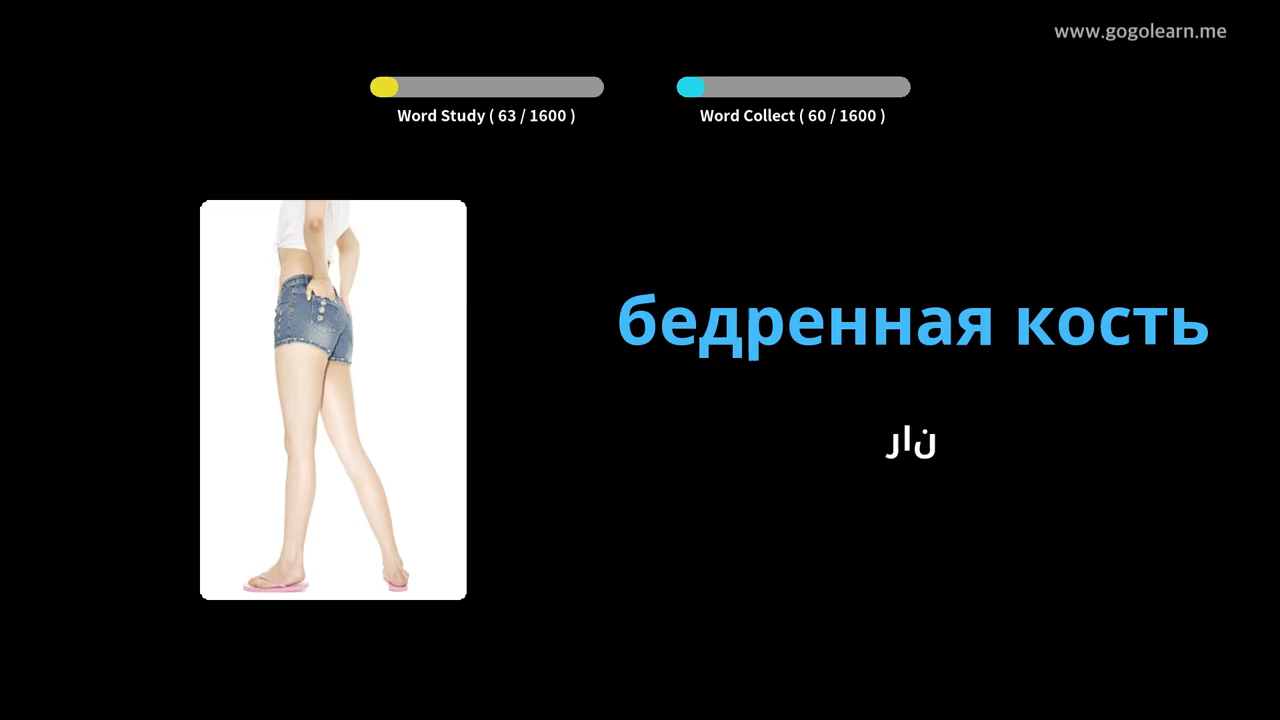 www.gogolearn.me
Word Study ( 63 / 1600 )
Word Collect ( 60 / 1600 )
бедренная кость
ران